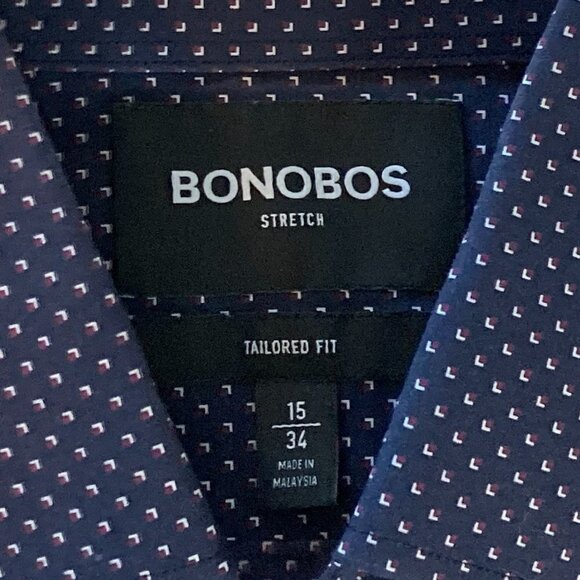 BONOBOS
STRETCH
TAILORED FIT
15
34
MADE IN
MALAYSIA